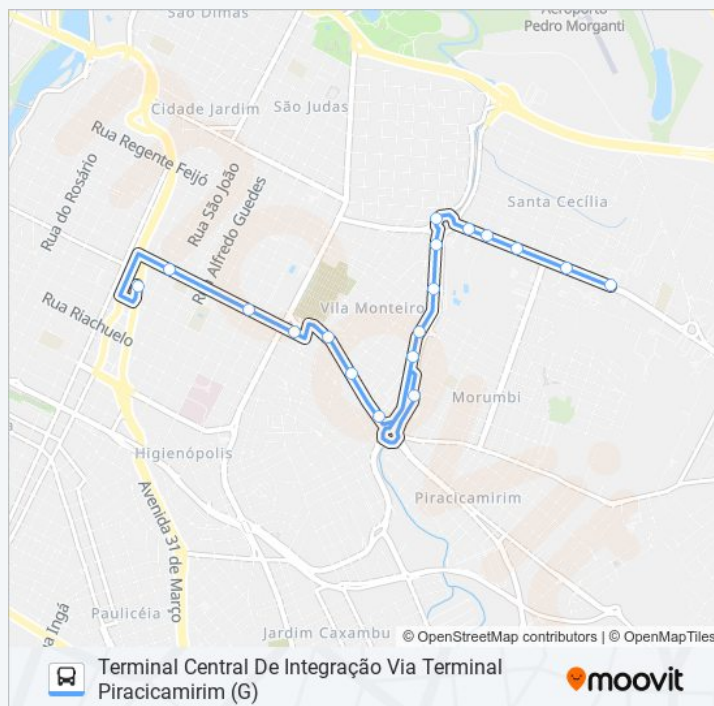 São Dimas
Aeroporto
Pedro Morganti
Cidade Jardim
São Judas
Rua Regente Feijó
Rua do Rosário
Rua São João
Rua Alfredo Guedes
Santa Cecília
Rua Riachuelo
Vila Monteiro
Morumbi
Higienópolis
Piracicamirim
Avenida 31 de Março
Paulicéia
Jardim Caxambu
© OpenStreetMap contributors | © OpenMapTiles
Terminal Central De Integração Via Terminal
Piracicamirim (G)
moovit